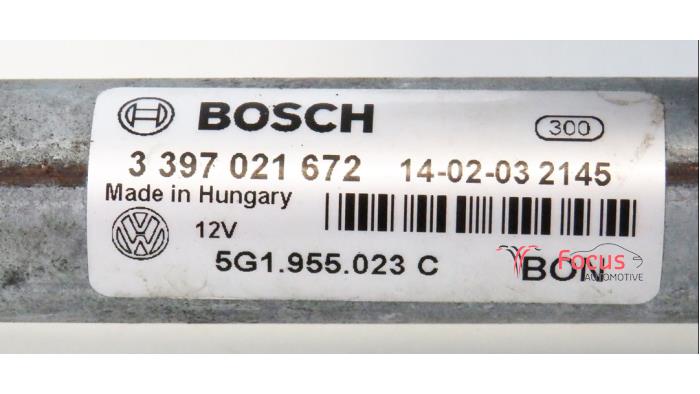 BOSCH 300
3 397 021 672 14-02-03 2145
Made in Hungary
12V
5G1.955.023 C BON
Focus
AUTOMOTIVE